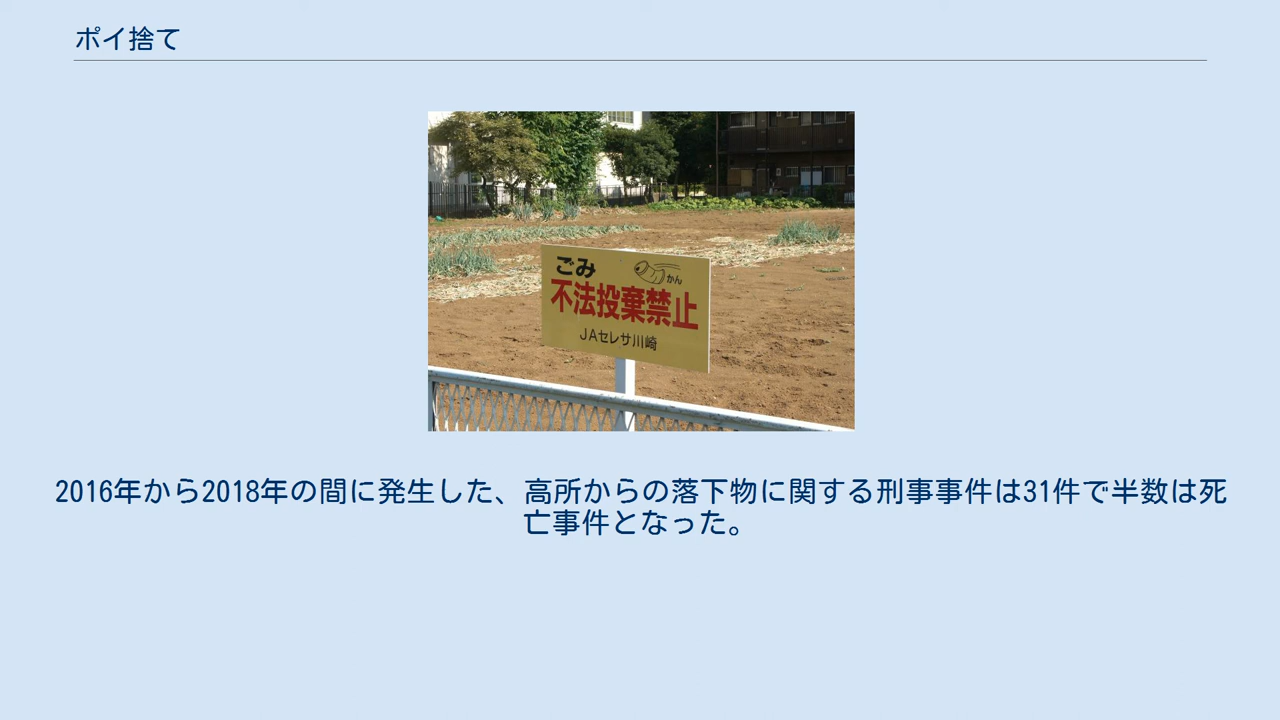 ポイ捨て
ごみ
かん
不法投棄禁止
JAセレサ川崎
2016年から2018年の間に発生した、高所からの落下物に関する刑事事件は31件で半数は死
亡事件となった。